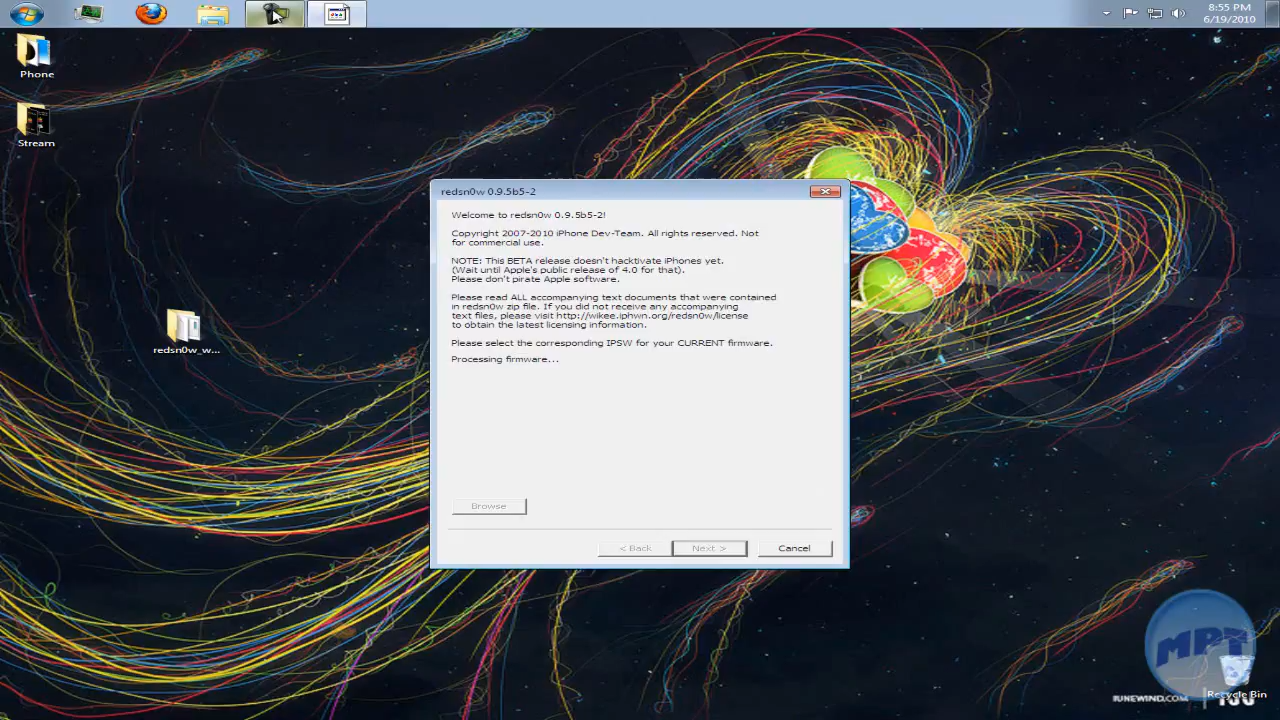 8:55 PM
6/19/2010
Phone
Stream
redsn0w_w...
redsn0w 0.9.5b5-2
Welcome to redsn0w 0.9.5b5-2!
Copyright 2007-2010 iPhone Dev-Team. All rights reserved. Not
for commercial use.
NOTE: This BETA release doesn't hacktivate iPhones yet.
(Wait until Apple's public release of 4.0 for that).
Please don't pirate Apple software.
Please read ALL accompanying text documents that were contained
in redsn0w zip file. If you did not receive any accompanying
text files, please visit http://wikee.iphwn.org/redsn0w/license
to obtain the latest licensing information.
Please select the corresponding IPSW for your CURRENT firmware.
Processing firmware...
Browse
< Back
Next >
Cancel
MPT
Recycle Bin